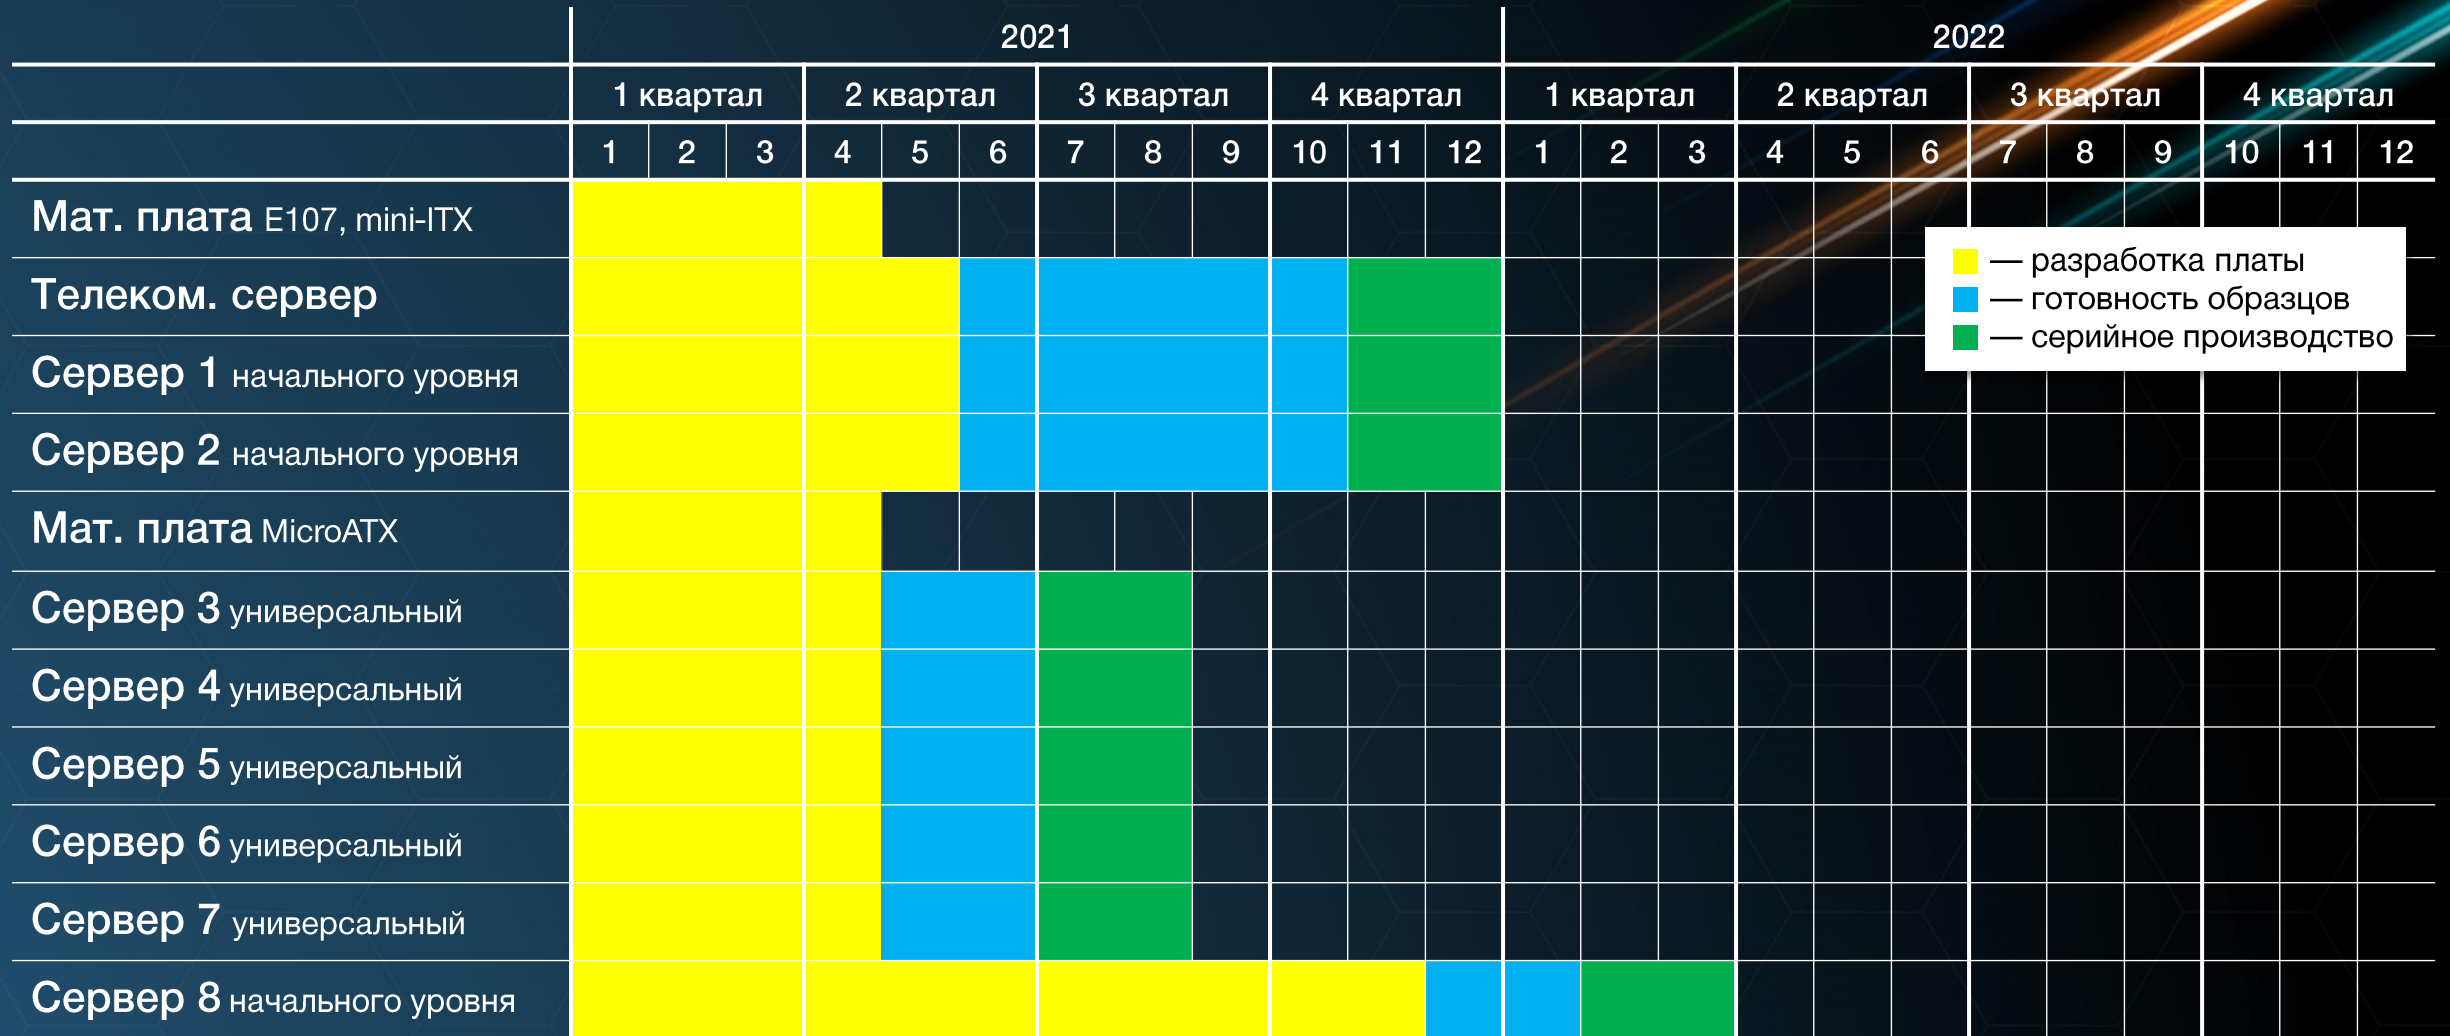 2021 2022
1 квартал 2 квартал 3 квартал 4 квартал 1 квартал 2 квартал 3 квартал 4 квартал
1 2 3 4 5 6 7 8 9 10 11 12 1 2 3 4 5 6 7 8 9 10 11 12
Мат. плата E107, mini-ITX
— разработка платы
Телеком. сервер
— готовность образцов
— серийное производство
Сервер 1 начального уровня
Сервер 2 начального уровня
Мат. плата MicroATX
Сервер 3 универсальный
Сервер 4 универсальный
Сервер 5 универсальный
Сервер 6 универсальный
Сервер 7 универсальный
Сервер 8 начального уровня